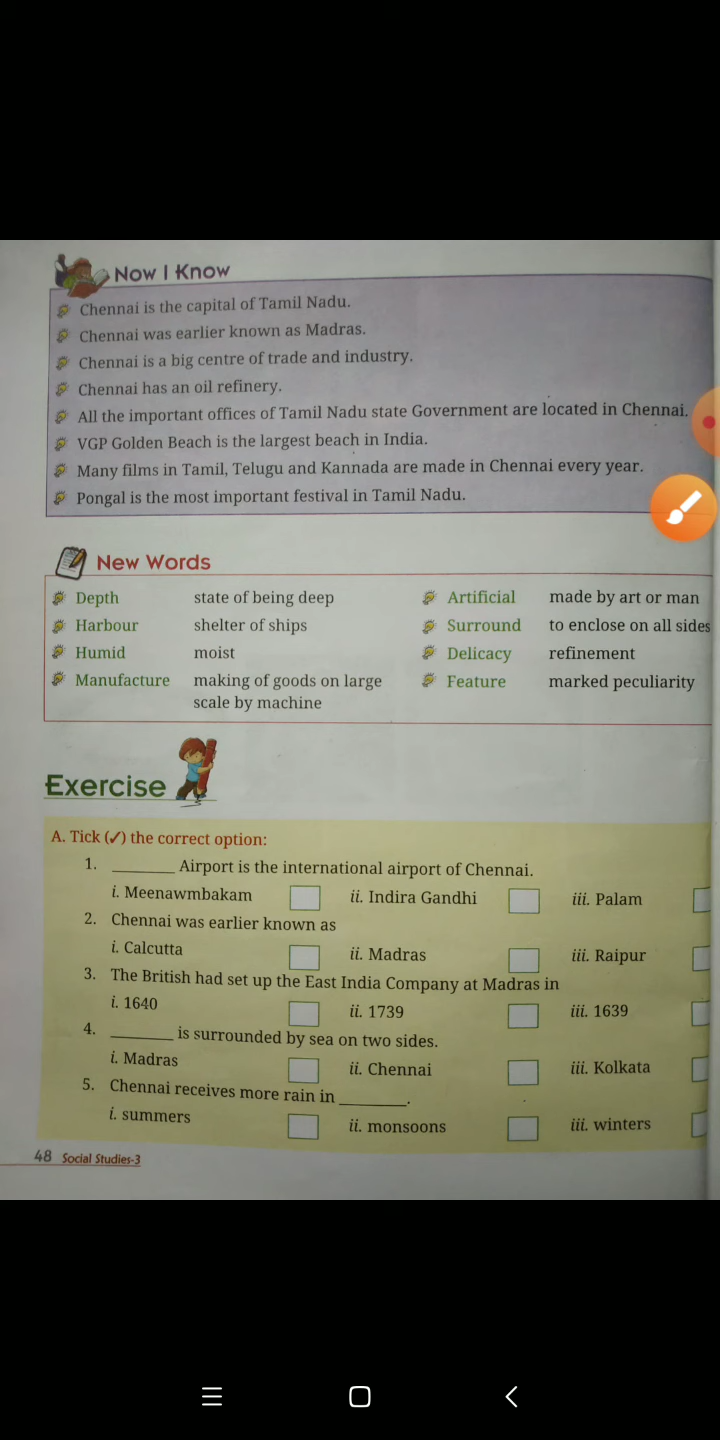 Now I Know
Chennai is the capital of Tamil Nadu.
Chennai was earlier known as Madras.
Chennai is a big centre of trade and industry.
Chennai has an oil refinery.
All the important offices of Tamil Nadu state Government are located in Chennai.
VGP Golden Beach is the largest beach in India.
Many films in Tamil, Telugu and Kannada are made in Chennai every year.
Pongal is the most important festival in Tamil Nadu.
New Words
Depth state of being deep
Harbour shelter of ships
Humid moist
Manufacture making of goods on large
scale by machine
Artificial made by art or man
Surround to enclose on all sides
Delicacy refinement
Feature marked peculiarity
Exercise
A. Tick (✓) the correct option:
1. ______ Airport is the international airport of Chennai.
i. Meenawmbakam ii. Indira Gandhi iii. Palam
2. Chennai was earlier known as
i. Calcutta ii. Madras iii. Raipur
3. The British had set up the East India Company at Madras in
i. 1640 ii. 1739 iii. 1639
4. ______ is surrounded by sea on two sides.
i. Madras ii. Chennai iii. Kolkata
5. Chennai receives more rain in ______.
i. summers ii. monsoons iii. winters
48 Social Studies-3